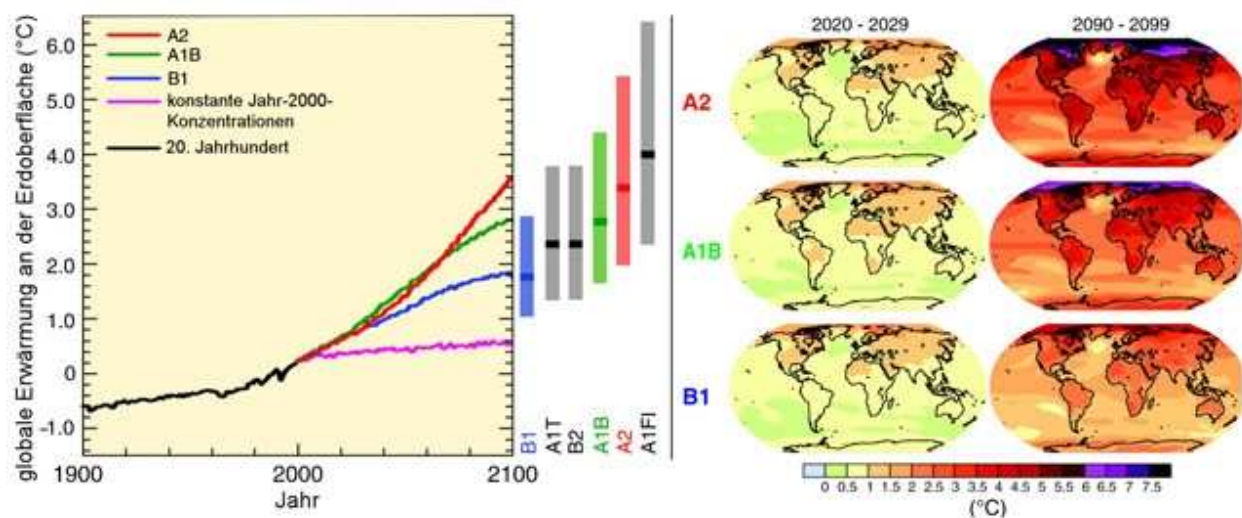 globale Erwärmung an der Erdoberfläche (°C)
6.0
5.0
4.0
3.0
2.0
1.0
0
-1.0
A2
A1B
B1
konstante Jahr-2000-
Konzentrationen
20. Jahrhundert
1900
2000
2100
Jahr
B1
A1T
B2
A1B
A2
A1FI
2020 - 2029
2090 - 2099
A2
A1B
B1
0 0.5 1 1.5 2 2.5 3 3.5 4 4.5 5 5.5 6 6.5 7 7.5
(°C)